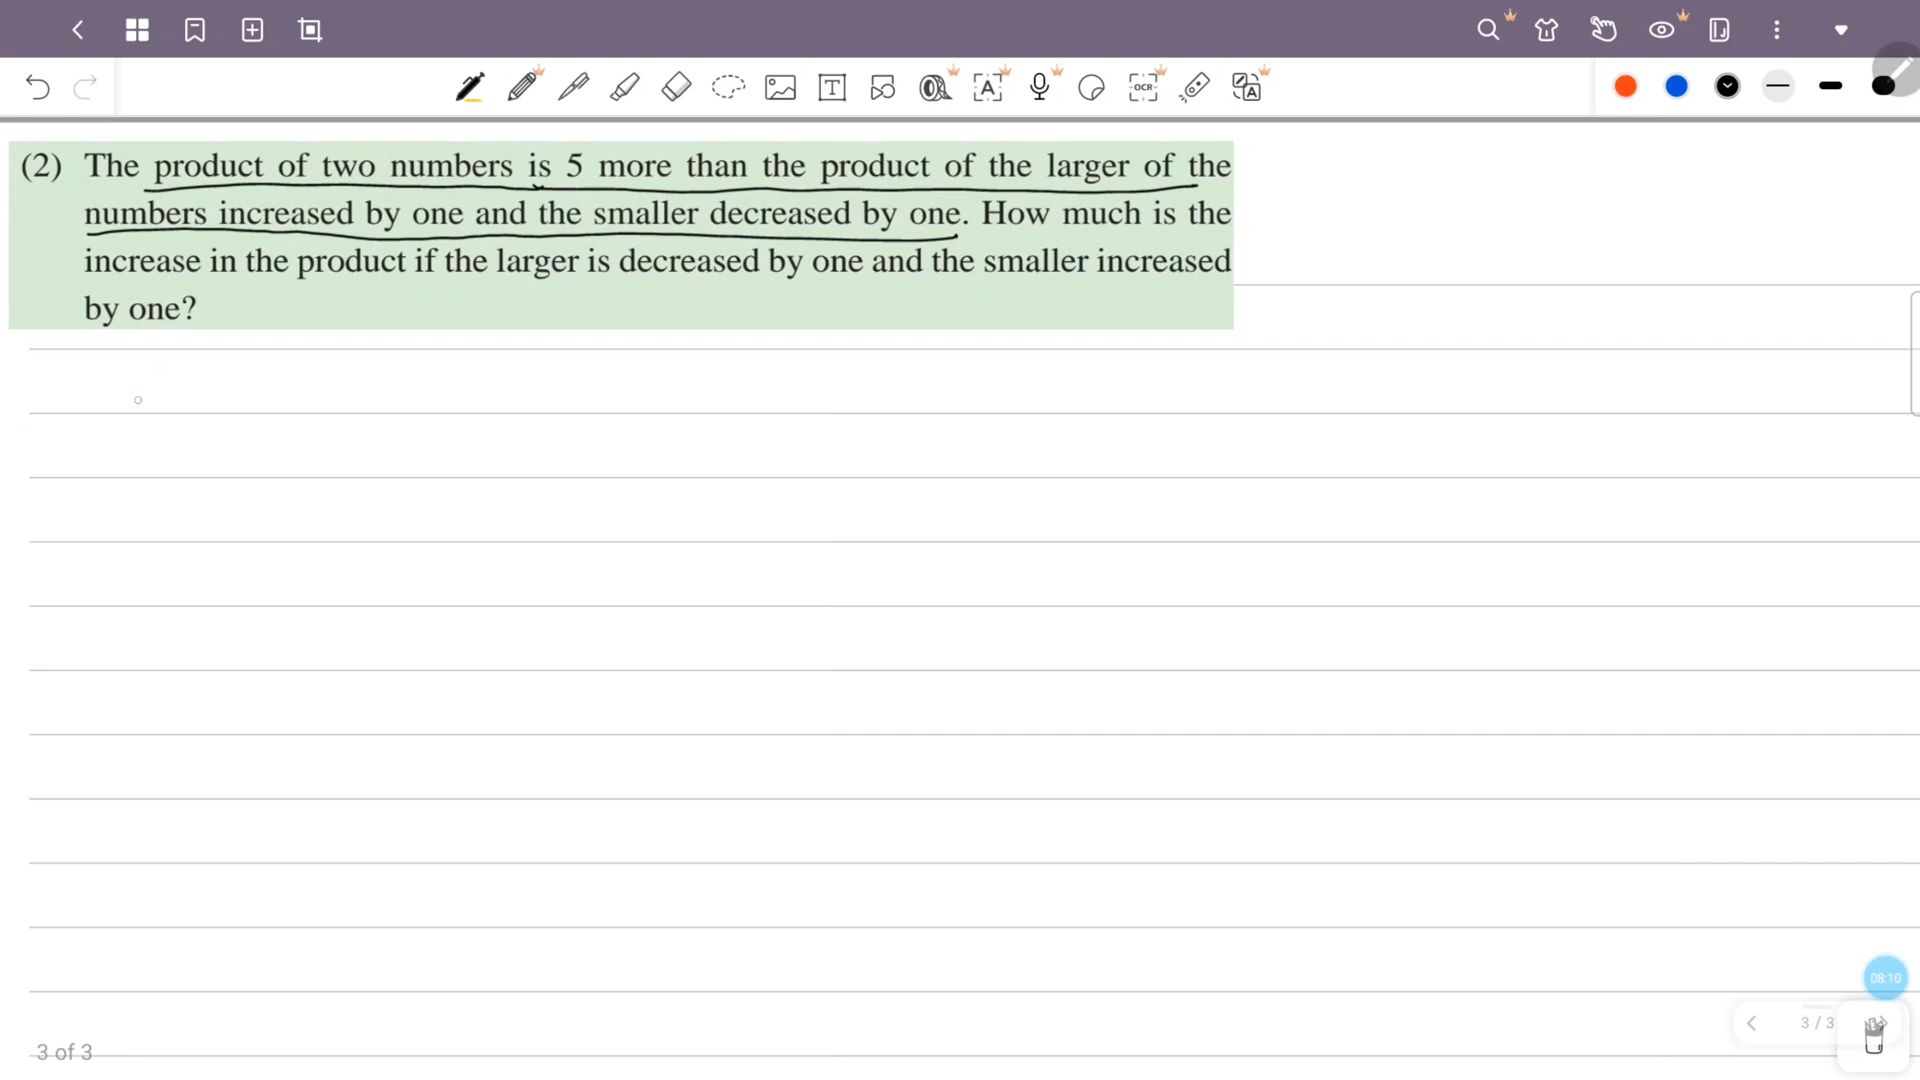 (2) The product of two numbers is 5 more than the product of the larger of the
numbers increased by one and the smaller decreased by one. How much is the
increase in the product if the larger is decreased by one and the smaller increased
by one?
08:10
3 / 3
3 of 3
T
A
OCR
A